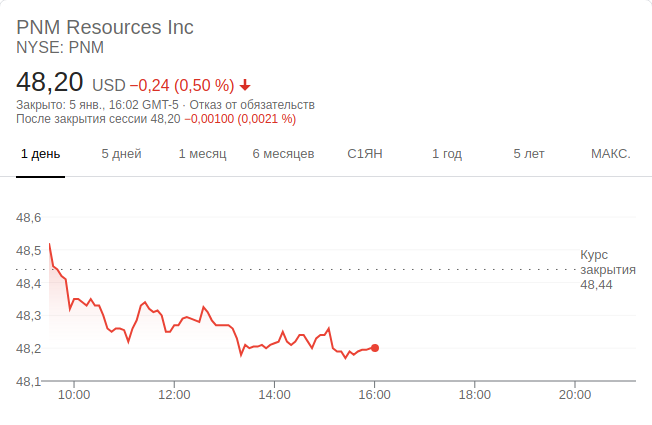 PNM Resources Inc
NYSE: PNM
48,20 USD −0,24 (0,50 %)
Закрыто: 5 янв., 16:02 GMT-5 · Отказ от обязательств
После закрытия сессии 48,20 −0,00100 (0,0021 %)
1 день 5 дней 1 месяц 6 месяцев С1ЯН 1 год 5 лет МАКС.
48,6
48,5
Курс
закрытия
48,44
48,4
48,3
48,2
48,1
10:00 12:00 14:00 16:00 18:00 20:00